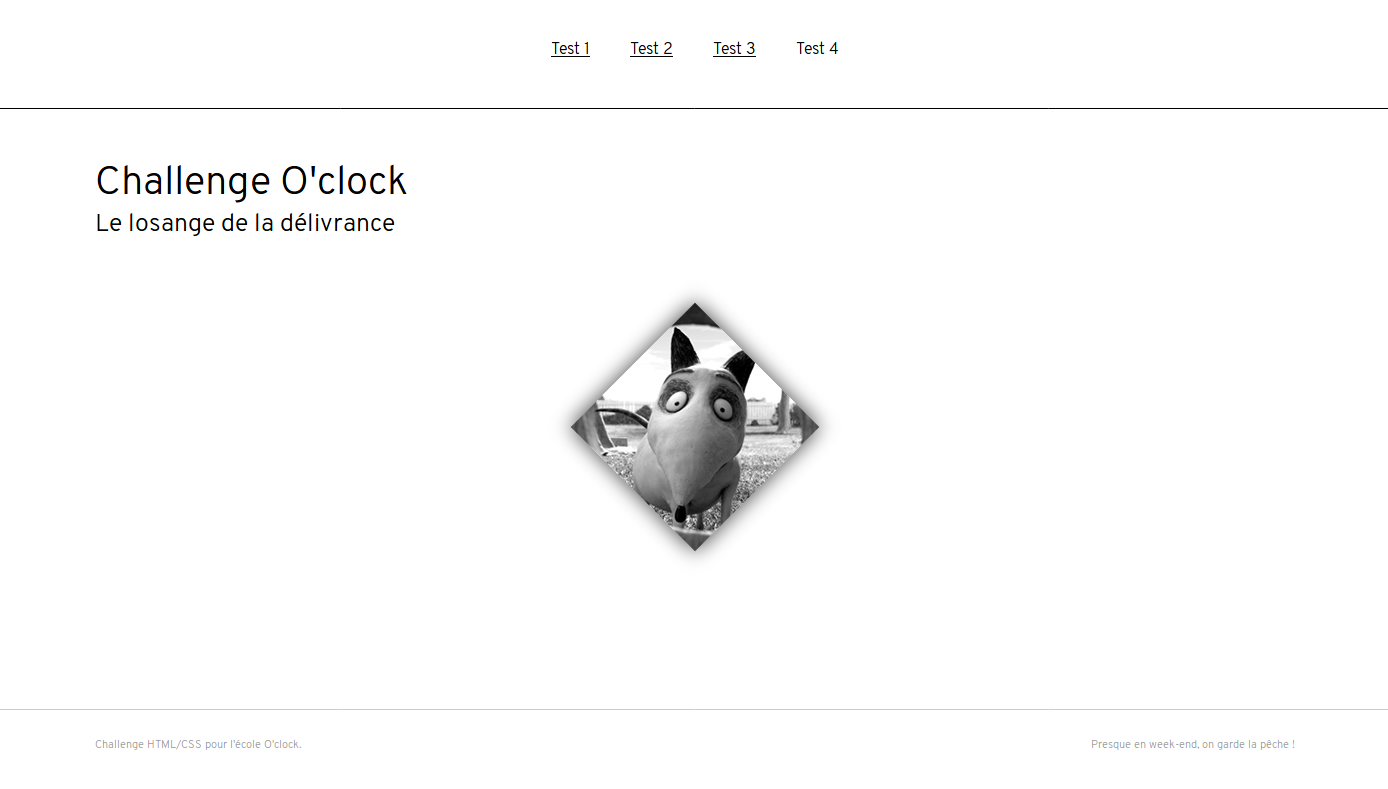 Test 1 Test 2 Test 3 Test 4
Challenge O'clock
Le losange de la délivrance
Challenge HTML/CSS pour l'école O'clock. Presque en week-end, on garde la pêche !